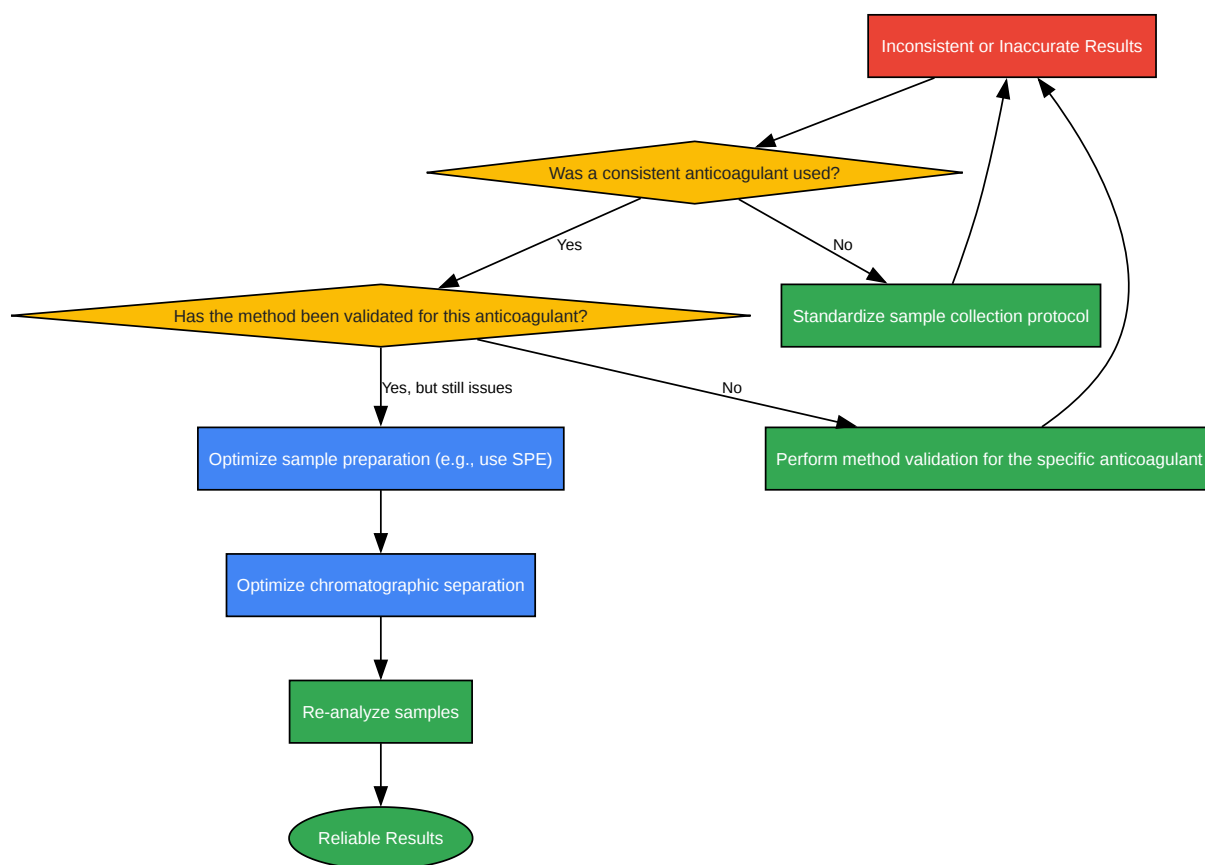 Inconsistent or Inaccurate Results
Was a consistent anticoagulant used?
Yes
No
Has the method been validated for this anticoagulant?
Standardize sample collection protocol
Yes, but still issues
No
Optimize sample preparation (e.g., use SPE)
Perform method validation for the specific anticoagulant
Optimize chromatographic separation
Re-analyze samples
Reliable Results